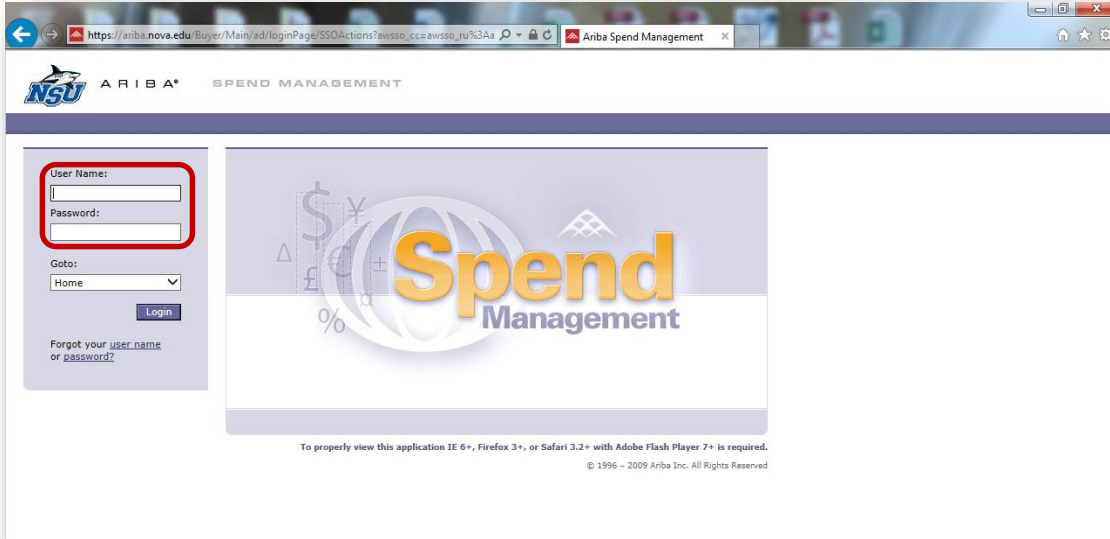 https://ariba.nova.edu/Buyer/Main/ad/loginPage/SSOActions?awsso_cc=awsso_ru%3Aa
Ariba Spend Management
NSU
ARIBA®
SPEND MANAGEMENT
User Name:
Password:
Goto:
Home
Login
Forgot your user name
or password?
$ ¥
Δ € ±
£ ¤
%
Spend
Management
To properly view this application IE 6+, Firefox 3+, or Safari 3.2+ with Adobe Flash Player 7+ is required.
© 1996 – 2009 Ariba Inc. All Rights Reserved